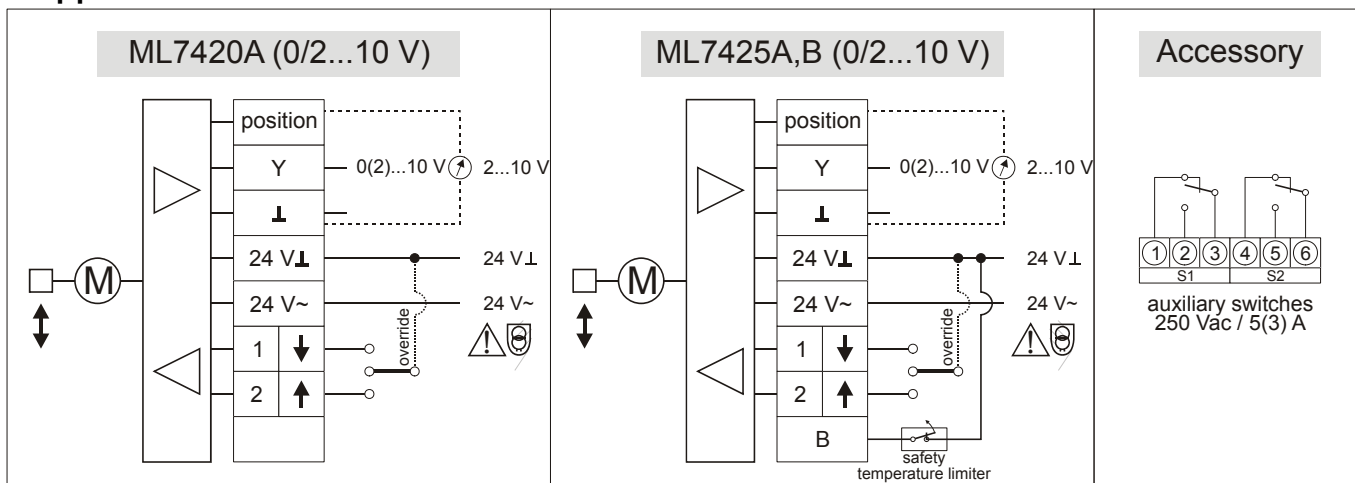 ML7420A (0/2...10 V)
position
Y
0(2)...10 V
2...10 V
⊥
24 V⊥
24 V⊥
24 V~
24 V~
1
2
override
M
ML7425A,B (0/2...10 V)
position
Y
0(2)...10 V
2...10 V
⊥
24 V⊥
24 V⊥
24 V~
24 V~
1
2
B
override
M
safety
temperature limiter
Accessory
1 2 3 4 5 6
S1 S2
auxiliary switches
250 Vac / 5(3) A